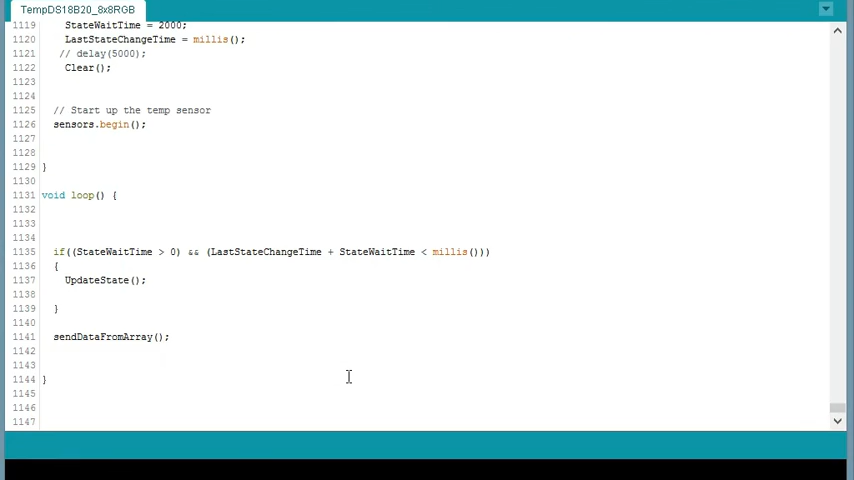 TempDS18B20_8x8RGB
1119 StateWaitTime = 2000;
1120 LastStateChangeTime = millis();
1121 // delay(5000);
1122 Clear();
1123
1124
1125 // Start up the temp sensor
1126 sensors.begin();
1127
1128
1129 }
1130
1131 void loop() {
1132
1133
1134
1135 if((StateWaitTime > 0) && (LastStateChangeTime + StateWaitTime < millis()))
1136 {
1137 UpdateState();
1138
1139 }
1140
1141 sendDataFromArray();
1142
1143
1144 }
1145
1146
1147